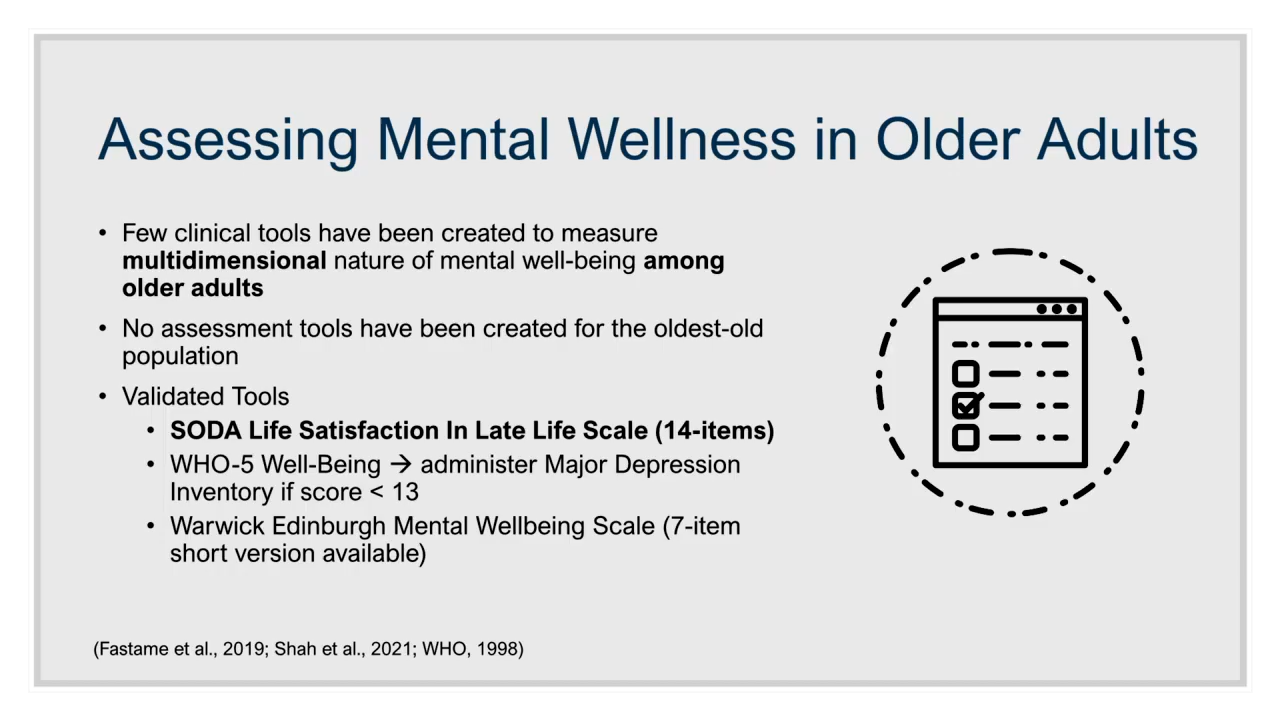 Assessing Mental Wellness in Older Adults
• Few clinical tools have been created to measure
multidimensional nature of mental well-being among
older adults
• No assessment tools have been created for the oldest-old
population
• Validated Tools
• SODA Life Satisfaction In Late Life Scale (14-items)
• WHO-5 Well-Being → administer Major Depression
Inventory if score < 13
• Warwick Edinburgh Mental Wellbeing Scale (7-item
short version available)
(Fastame et al., 2019; Shah et al., 2021; WHO, 1998)